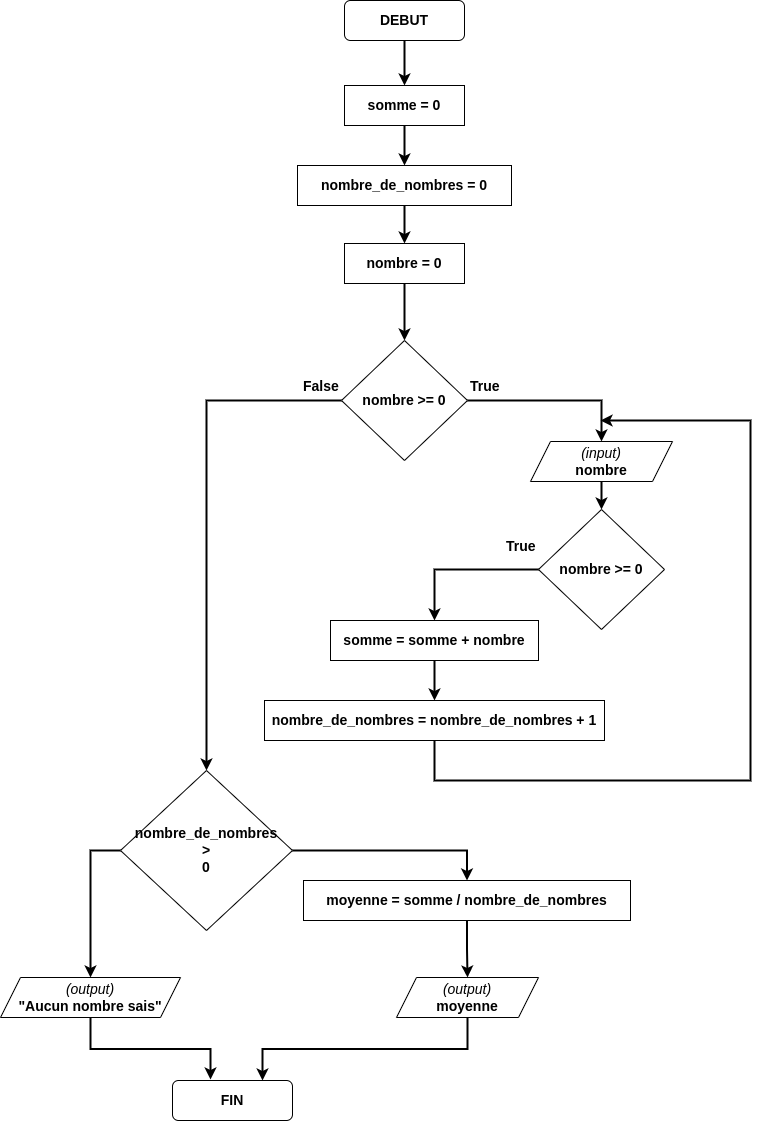 DEBUT
somme = 0
nombre_de_nombres = 0
nombre = 0
False
True
nombre >= 0
(input)
nombre
True
nombre >= 0
somme = somme + nombre
nombre_de_nombres = nombre_de_nombres + 1
nombre_de_nombres
>
0
moyenne = somme / nombre_de_nombres
(output)
"Aucun nombre sais"
(output)
moyenne
FIN